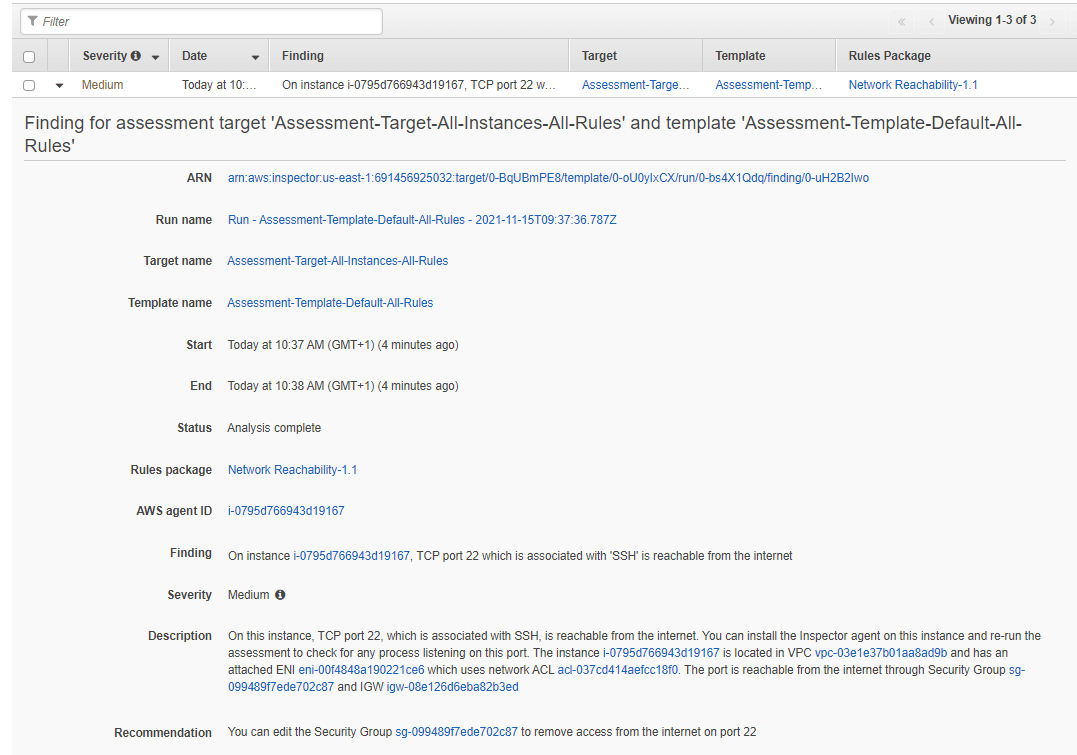 Filter
Viewing 1-3 of 3
Severity Date Finding Target Template Rules Package
Medium Today at 10:... On instance i-0795d766943d19167, TCP port 22 w... Assessment-Targe... Assessment-Temp... Network Reachability-1.1
Finding for assessment target 'Assessment-Target-All-Instances-All-Rules' and template 'Assessment-Template-Default-All-
Rules'
ARN arn:aws:inspector:us-east-1:691456925032:target/0-BqUBmPE8/template/0-oU0yIxCX/run/0-bs4X1Qdq/finding/0-uH2B2Iwo
Run name Run - Assessment-Template-Default-All-Rules - 2021-11-15T09:37:36.787Z
Target name Assessment-Target-All-Instances-All-Rules
Template name Assessment-Template-Default-All-Rules
Start Today at 10:37 AM (GMT+1) (4 minutes ago)
End Today at 10:38 AM (GMT+1) (4 minutes ago)
Status Analysis complete
Rules package Network Reachability-1.1
AWS agent ID i-0795d766943d19167
Finding On instance i-0795d766943d19167, TCP port 22 which is associated with 'SSH' is reachable from the internet
Severity Medium
Description On this instance, TCP port 22, which is associated with SSH, is reachable from the internet. You can install the Inspector agent on this instance and re-run the
assessment to check for any process listening on this port. The instance i-0795d766943d19167 is located in VPC vpc-03e1e37b01aa8ad9b and has an
attached ENI eni-00f4848a190221ce6 which uses network ACL acl-037cd414aefcc18f0. The port is reachable from the internet through Security Group sg-
099489f7ede702c87 and IGW igw-08e126d6eba82b3ed
Recommendation You can edit the Security Group sg-099489f7ede702c87 to remove access from the internet on port 22